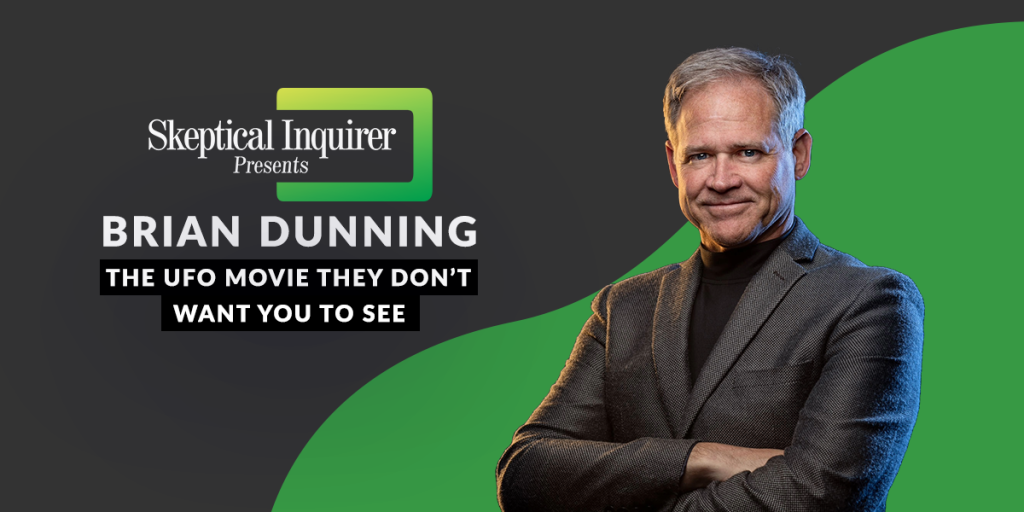 Skeptical Inquirer
Presents
BRIAN DUNNING
THE UFO MOVIE THEY DON’T
WANT YOU TO SEE